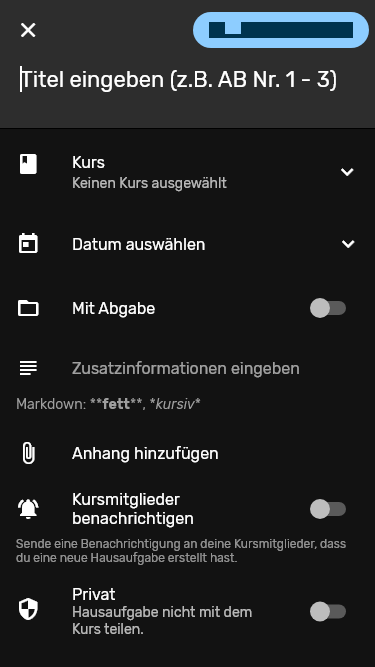 Titel eingeben (z.B. AB Nr. 1 - 3)
Kurs
Keinen Kurs ausgewählt
Datum auswählen
Mit Abgabe
Zusatzinformationen eingeben
Markdown: **fett**, *kursiv*
Anhang hinzufügen
Kursmitglieder
benachrichtigen
Sende eine Benachrichtigung an deine Kursmitglieder, dass
du eine neue Hausaufgabe erstellt hast.
Privat
Hausaufgabe nicht mit dem
Kurs teilen.